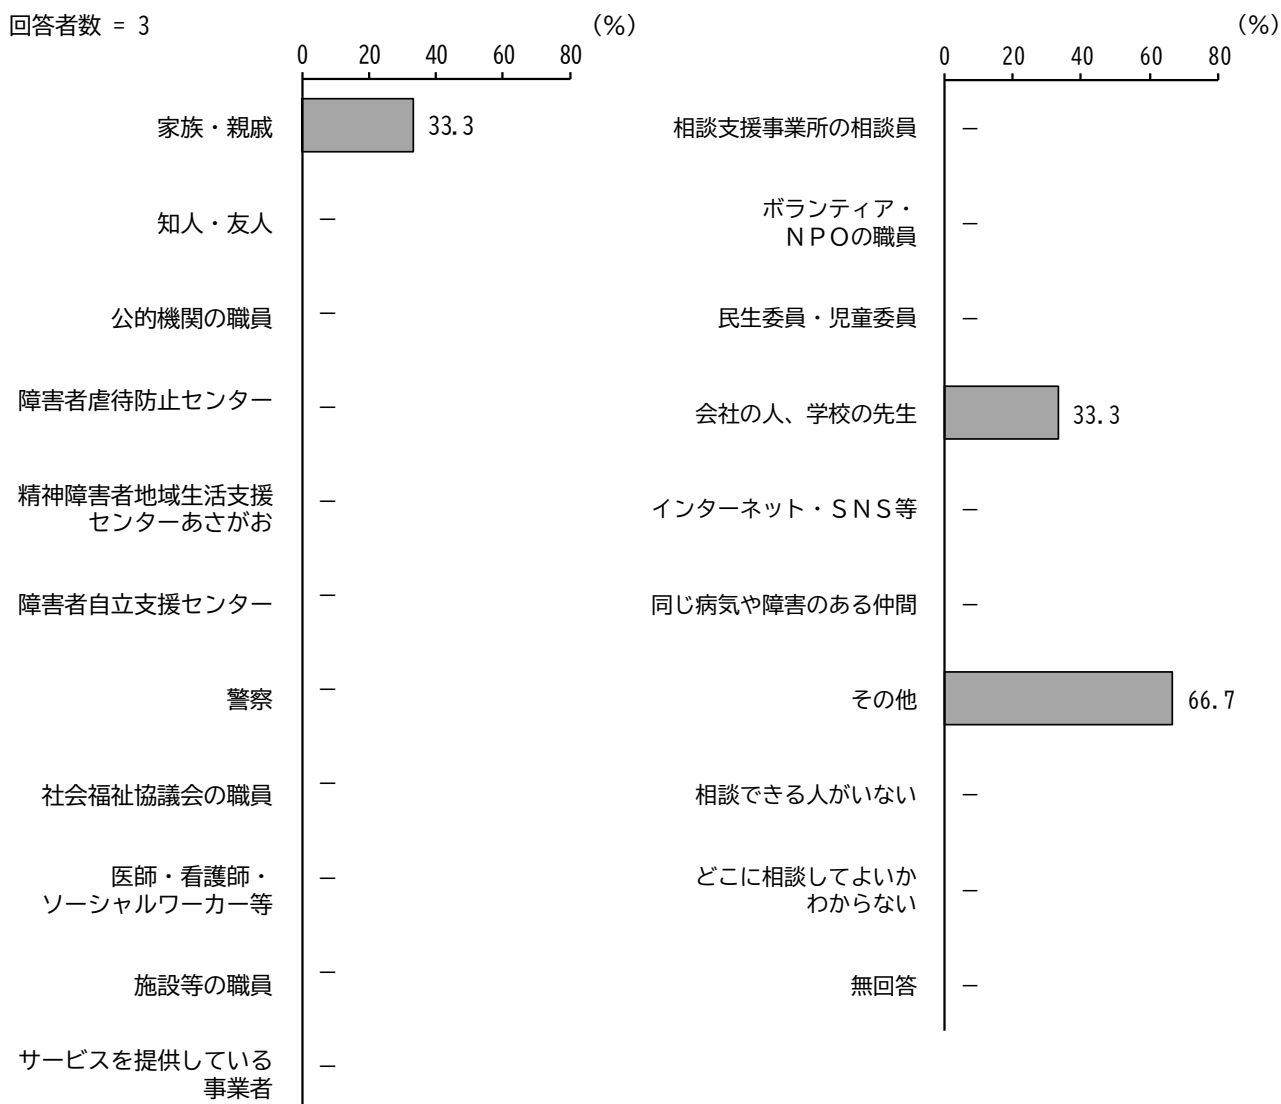 回答者数 = 3
(%)
0 20 40 60 80
家族・親戚
33.3
知人・友人
－
公的機関の職員
－
障害者虐待防止センター
－
精神障害者地域生活支援
センターあさがお
－
障害者自立支援センター
－
警察
－
社会福祉協議会の職員
－
医師・看護師・
ソーシャルワーカー等
－
施設等の職員
－
サービスを提供している
事業者
－
(%)
0 20 40 60 80
相談支援事業所の相談員
－
ボランティア・
ＮＰＯの職員
－
民生委員・児童委員
－
会社の人、学校の先生
33.3
インターネット・ＳＮＳ等
－
同じ病気や障害のある仲間
－
その他
66.7
相談できる人がいない
－
どこに相談してよいか
わからない
－
無回答
－